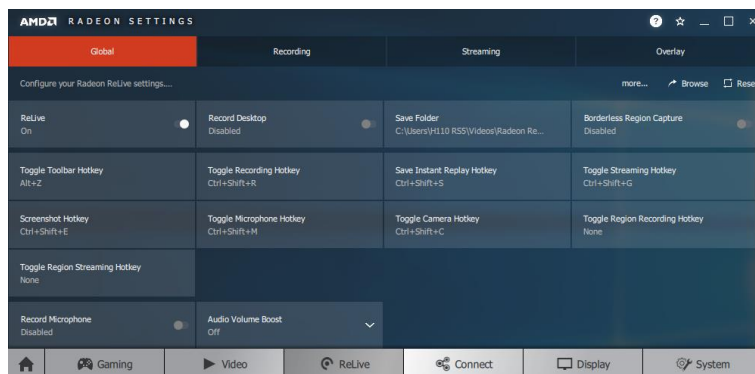 AMD RADEON SETTINGS
Global Recording Streaming Overlay
Configure your Radeon ReLive settings.... more... Browse Rese
ReLive
On
Record Desktop
Disabled
Save Folder
C:\Users\H110 RS5\Videos\Radeon Re...
Borderless Region Capture
Disabled
Toggle Toolbar Hotkey
Alt+Z
Toggle Recording Hotkey
Ctrl+Shift+R
Save Instant Replay Hotkey
Ctrl+Shift+S
Toggle Streaming Hotkey
Ctrl+Shift+G
Screenshot Hotkey
Ctrl+Shift+E
Toggle Microphone Hotkey
Ctrl+Shift+M
Toggle Camera Hotkey
Ctrl+Shift+C
Toggle Region Recording Hotkey
None
Toggle Region Streaming Hotkey
None
Record Microphone
Disabled
Audio Volume Boost
Off
Gaming Video ReLive Connect Display System